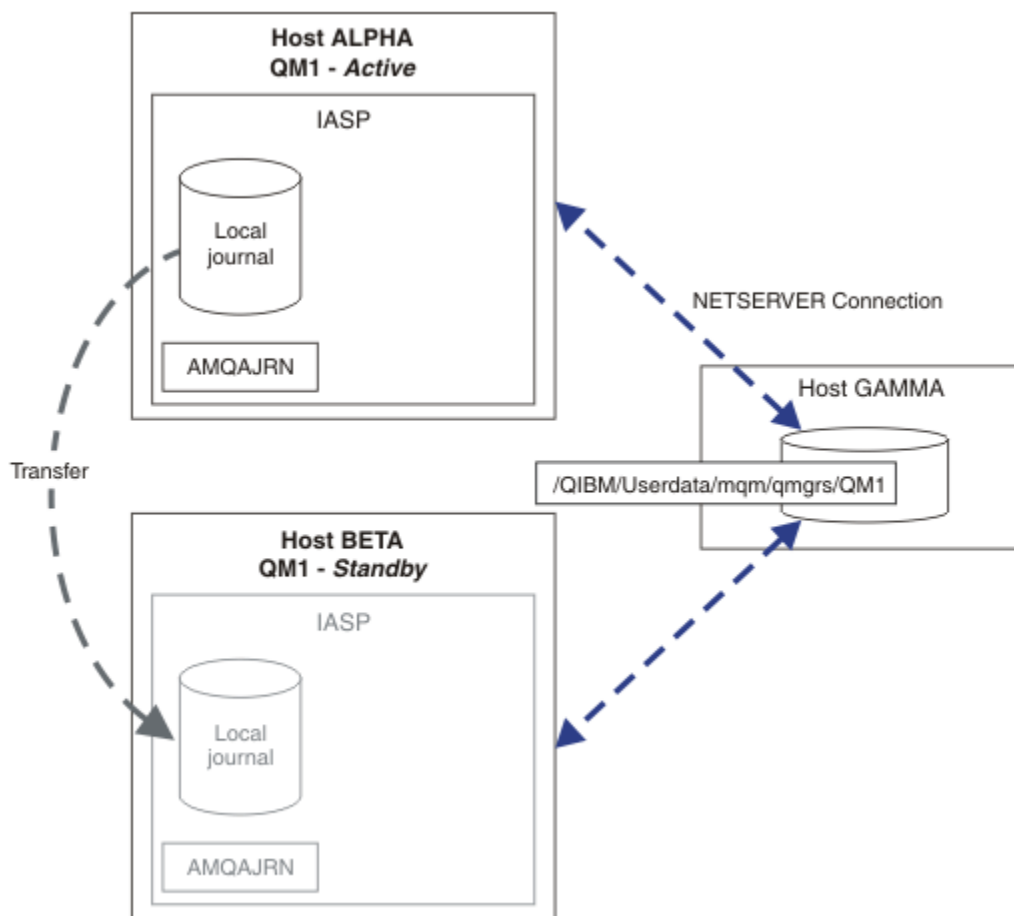 Host ALPHA
QM1 - Active
IASP
Local
journal
AMQAJRN
NETSERVER Connection
Host GAMMA
/QIBM/Userdata/mqm/qmgrs/QM1
Transfer
Host BETA
QM1 - Standby
IASP
Local
journal
AMQAJRN